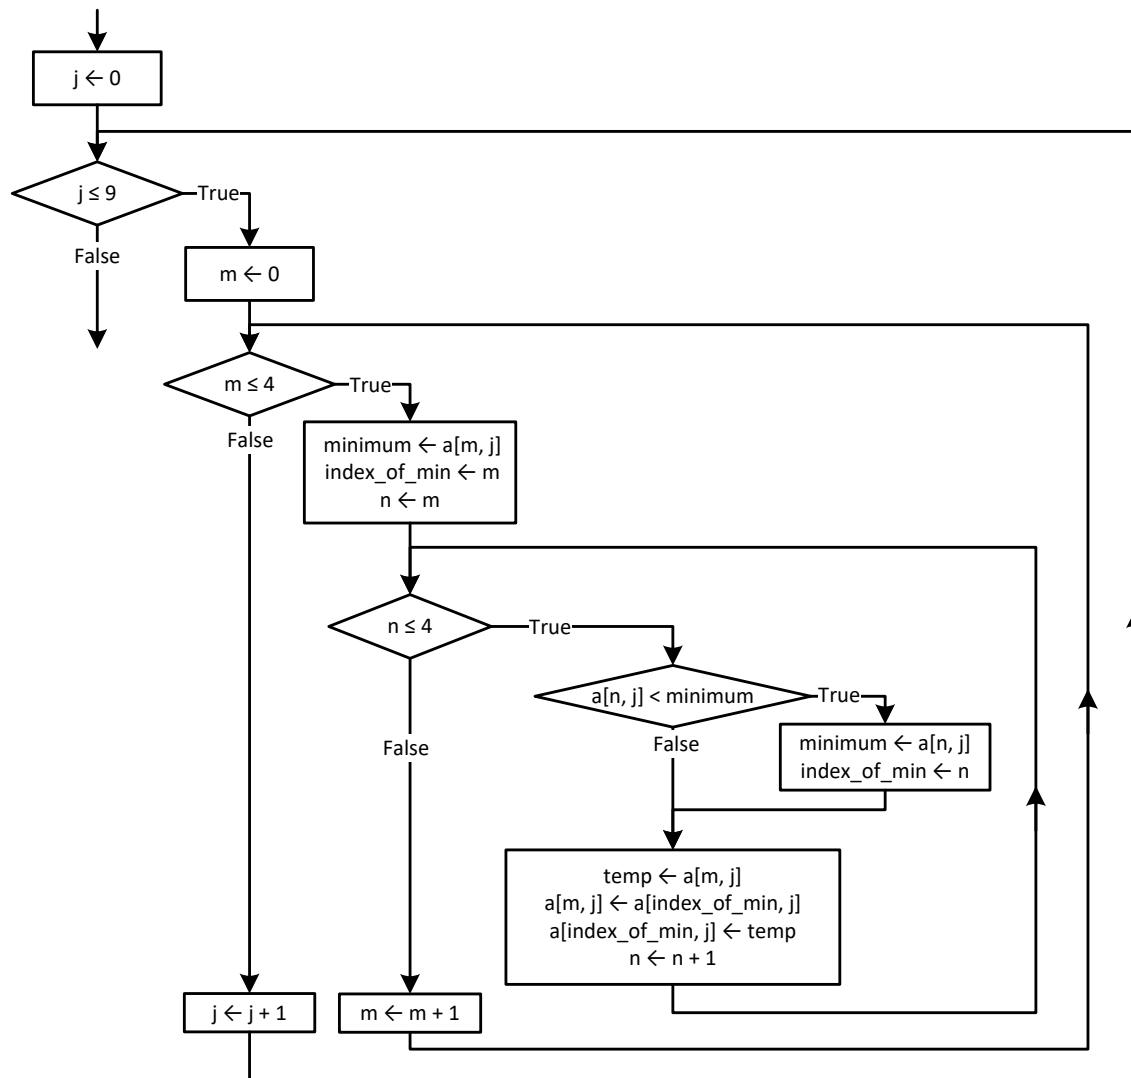 j ← 0
j ≤ 9
True
False
m ← 0
m ≤ 4
True
False
minimum ← a[m, j]
index_of_min ← m
n ← m
n ≤ 4
True
False
a[n, j] < minimum
True
False
minimum ← a[n, j]
index_of_min ← n
temp ← a[m, j]
a[m, j] ← a[index_of_min, j]
a[index_of_min, j] ← temp
n ← n + 1
j ← j + 1
m ← m + 1